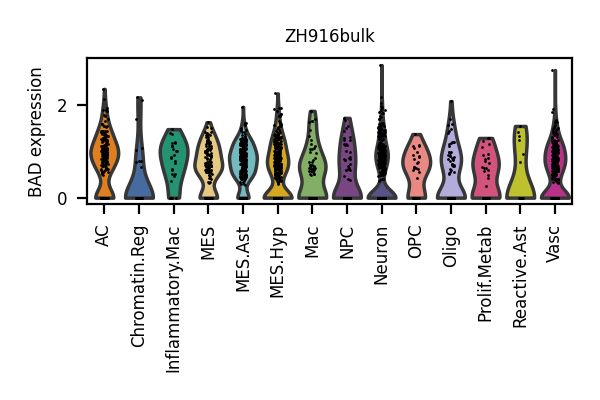 ZH916bulk
BAD expression
2
0
AC
Chromatin.Reg
Inflammatory.Mac
MES
MES.Ast
MES.Hyp
Mac
NPC
Neuron
OPC
Oligo
Prolif.Metab
Reactive.Ast
Vasc